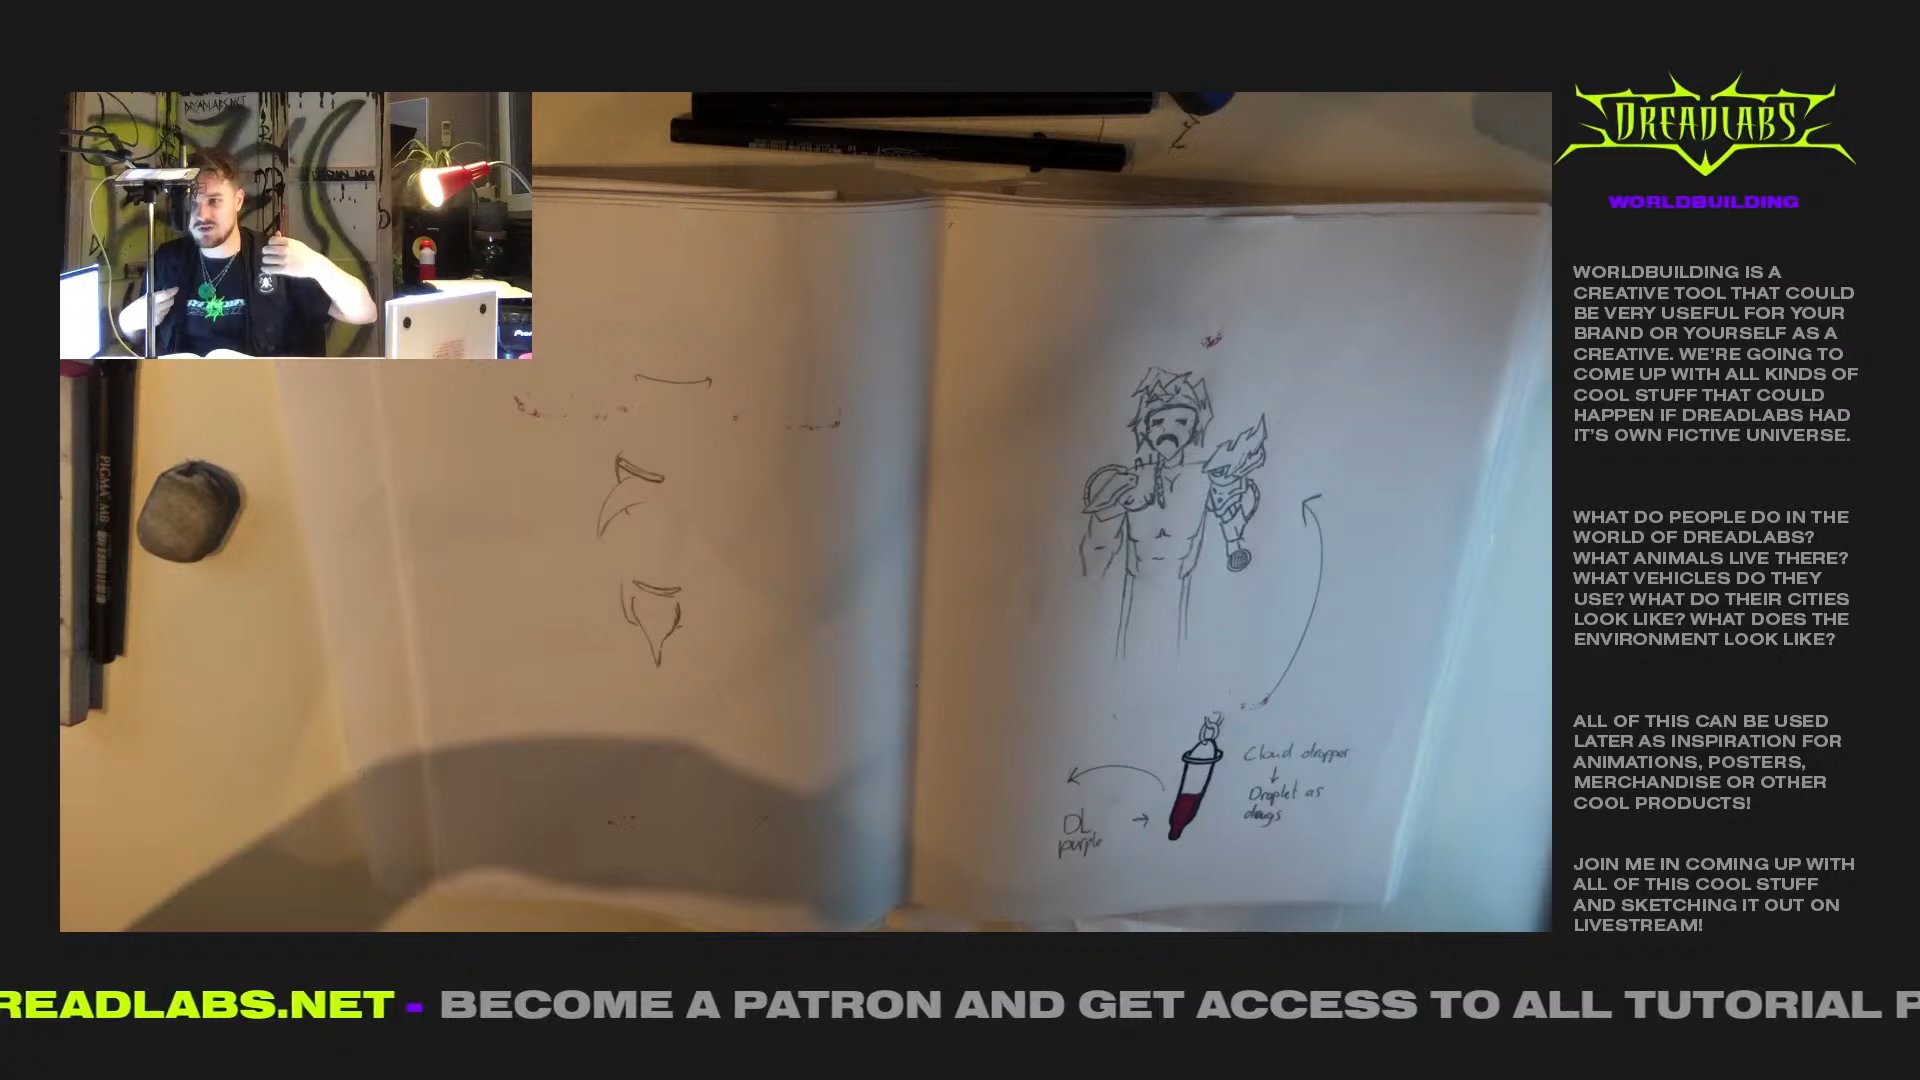 DREADLABS.NET
DREADLABS
WORLDBUILDING
WORLDBUILDING IS A
CREATIVE TOOL THAT COULD
BE VERY USEFUL FOR YOUR
BRAND OR YOURSELF AS A
CREATIVE. WE'RE GOING TO
COME UP WITH ALL KINDS OF
COOL STUFF THAT COULD
HAPPEN IF DREADLABS HAD
IT'S OWN FICTIVE UNIVERSE.
WHAT DO PEOPLE DO IN THE
WORLD OF DREADLABS?
WHAT ANIMALS LIVE THERE?
WHAT VEHICLES DO THEY
USE? WHAT DO THEIR CITIES
LOOK LIKE? WHAT DOES THE
ENVIRONMENT LOOK LIKE?
ALL OF THIS CAN BE USED
LATER AS INSPIRATION FOR
ANIMATIONS, POSTERS,
MERCHANDISE OR OTHER
COOL PRODUCTS!
JOIN ME IN COMING UP WITH
ALL OF THIS COOL STUFF
AND SKETCHING IT OUT ON
LIVESTREAM!
PIGMA MB
Cloud dropper
Droplet as
drugs
DL
purple
READLABS.NET - BECOME A PATRON AND GET ACCESS TO ALL TUTORIAL P